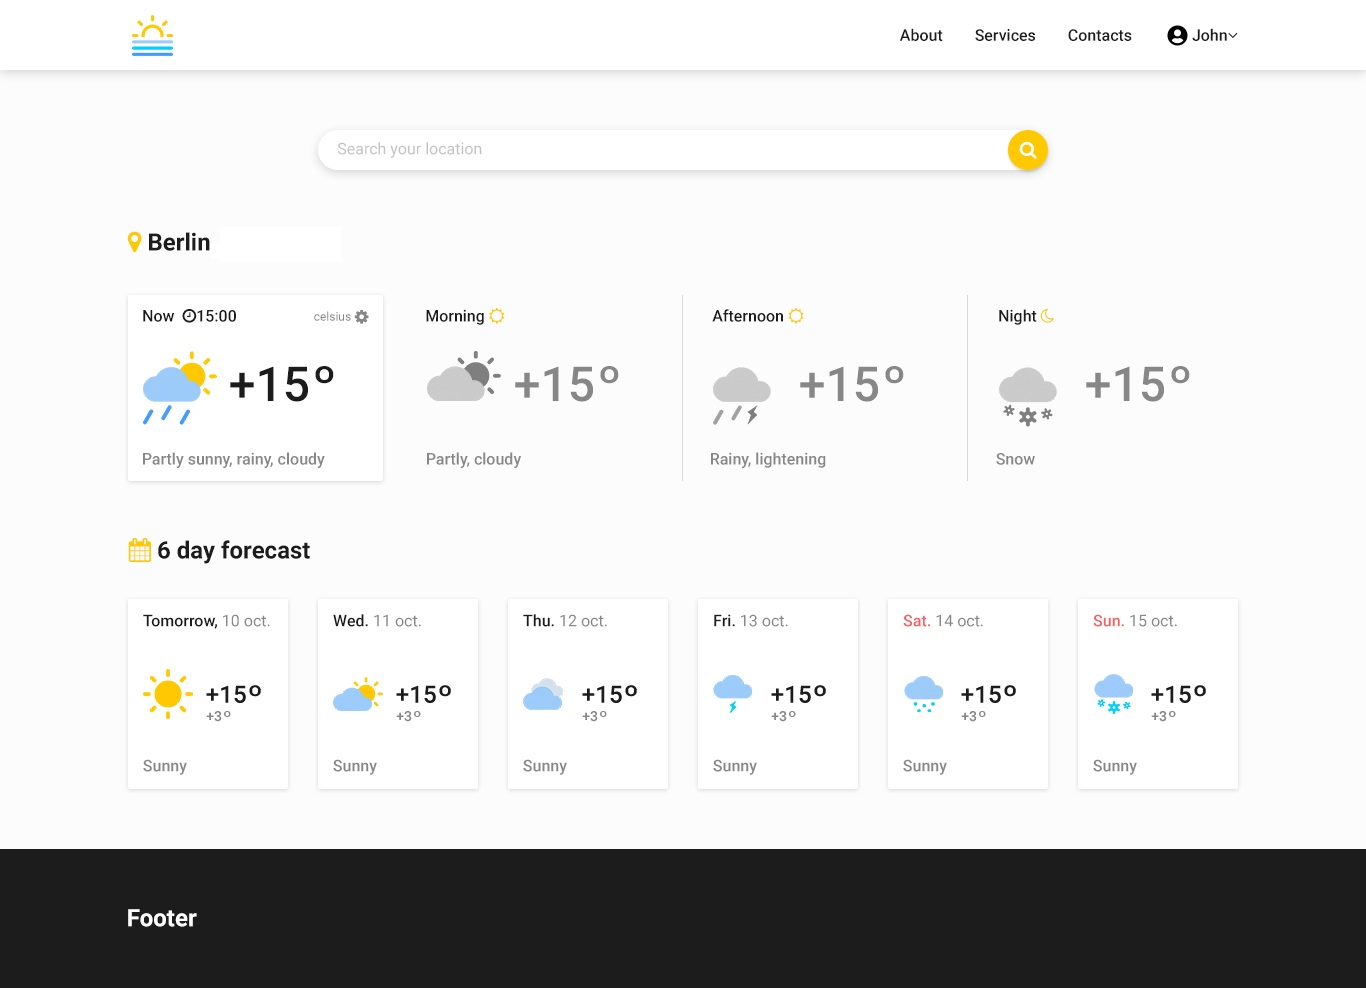 About Services Contacts John
Search your location
Berlin
Now 15:00 celsius
+15°
Partly sunny, rainy, cloudy
Morning
+15°
Partly, cloudy
Afternoon
+15°
Rainy, lightening
Night
+15°
Snow
6 day forecast
Tomorrow, 10 oct.
+15°
+3°
Sunny
Wed. 11 oct.
+15°
+3°
Sunny
Thu. 12 oct.
+15°
+3°
Sunny
Fri. 13 oct.
+15°
+3°
Sunny
Sat. 14 oct.
+15°
+3°
Sunny
Sun. 15 oct.
+15°
+3°
Sunny
Footer